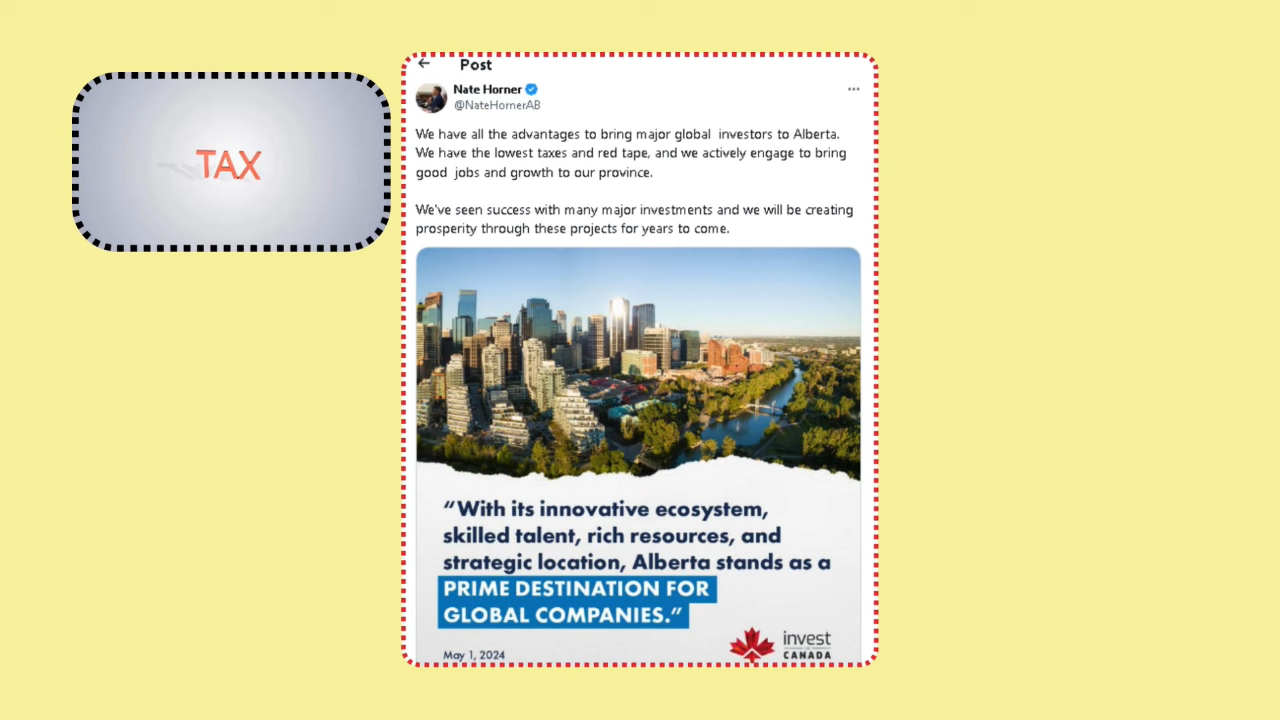 TAX
Post
Nate Horner
@NateHornerAB
We have all the advantages to bring major global investors to Alberta.
We have the lowest taxes and red tape, and we actively engage to bring
good jobs and growth to our province.
We've seen success with many major investments and we will be creating
prosperity through these projects for years to come.
“With its innovative ecosystem,
skilled talent, rich resources, and
strategic location, Alberta stands as a
PRIME DESTINATION FOR
GLOBAL COMPANIES.”
May 1, 2024
invest
CANADA